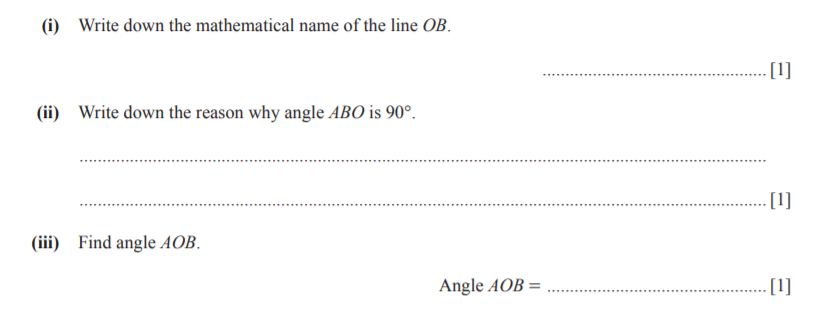 (i) Write down the mathematical name of the line OB.
.................................................. [1]
(ii) Write down the reason why angle ABO is 90°.
..........................................................................................................................................................
.......................................................................................................................................................... [1]
(iii) Find angle AOB.
Angle AOB = ................................................. [1]